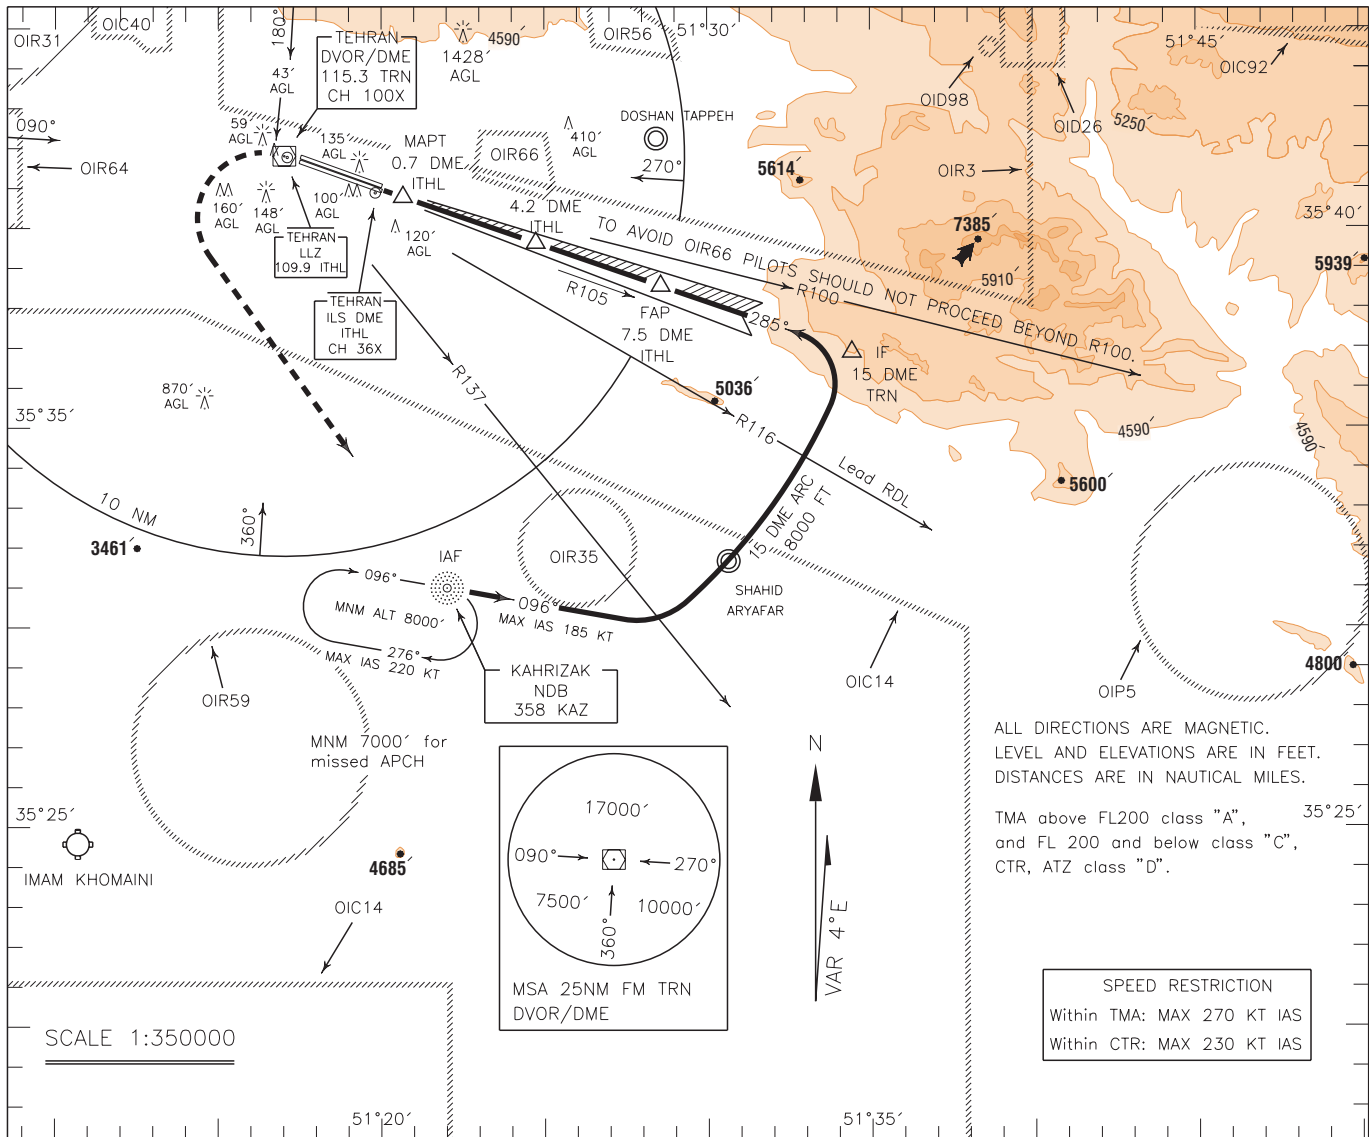 OIR31
OIC40
180°
TEHRAN
DVOR/DME
115.3 TRN
CH 100X
4590′
1428′
AGL
OIR56
51°30′
51°45′
OIC92
43′
AGL
OID98
OID26
5250′
090°
59′
AGL
135′
AGL
MAPT
0.7 DME
ITHL
410′
AGL
DOSHAN TAPPEH
OIR64
OIR66
270°
5614′
OIR3
160′
AGL
148′
AGL
100′
AGL
4.2 DME
ITHL
35°40′
7385′
TEHRAN
LLZ
109.9 ITHL
120′
AGL
TO AVOID OIR66 PILOTS SHOULD NOT PROCEED BEYOND R100.
5939′
5910′
R105
R100
TEHRAN
ILS DME
ITHL
CH 36X
FAP
7.5 DME
ITHL
285°
IF
15 DME
TRN
R137
870′
AGL
5036′
35°35′
R116
4590′
4590′
Lead RDL
10 NM
360°
15 DME ARC
8000 FT
5600′
3461′
IAF
OIR35
096°
MNM ALT 8000′
096°
MAX IAS 185 KT
SHAHID
ARYAFAR
276°
MAX IAS 220 KT
KAHRIZAK
NDB
358 KAZ
OIC14
OIP5
4800′
OIR59
MNM 7000′ for
missed APCH
N
ALL DIRECTIONS ARE MAGNETIC.
LEVEL AND ELEVATIONS ARE IN FEET.
DISTANCES ARE IN NAUTICAL MILES.
35°25′
17000′
35°25′
TMA above FL200 class "A",
and FL 200 and below class "C",
CTR, ATZ class "D".
IMAM KHOMAINI
4685′
090°
270°
7500′
10000′
360°
VAR 4°E
OIC14
MSA 25NM FM TRN
DVOR/DME
SPEED RESTRICTION
Within TMA: MAX 270 KT IAS
Within CTR: MAX 230 KT IAS
SCALE 1:350000
51°20′
51°35′